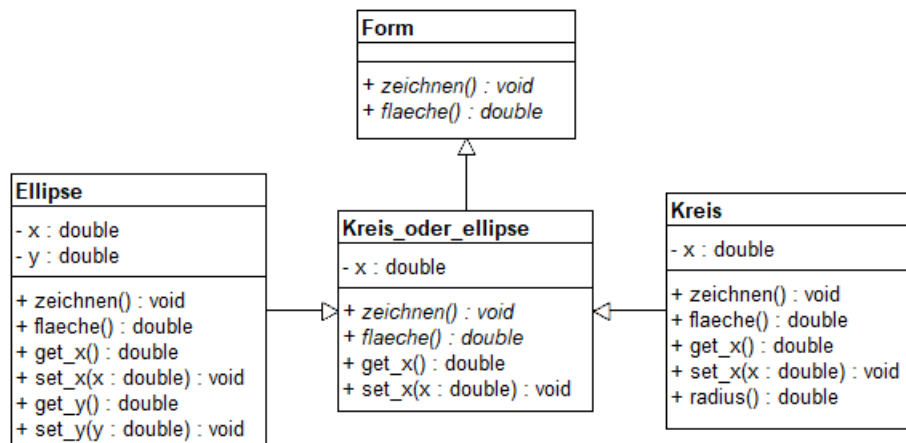 Form
+ zeichnen() : void
+ flaeche() : double
Ellipse
- x : double
- y : double
+ zeichnen() : void
+ flaeche() : double
+ get_x() : double
+ set_x(x : double) : void
+ get_y() : double
+ set_y(y : double) : void
Kreis_oder_ellipse
- x : double
+ zeichnen() : void
+ flaeche() : double
+ get_x() : double
+ set_x(x : double) : void
Kreis
- x : double
+ zeichnen() : void
+ flaeche() : double
+ get_x() : double
+ set_x(x : double) : void
+ radius() : double